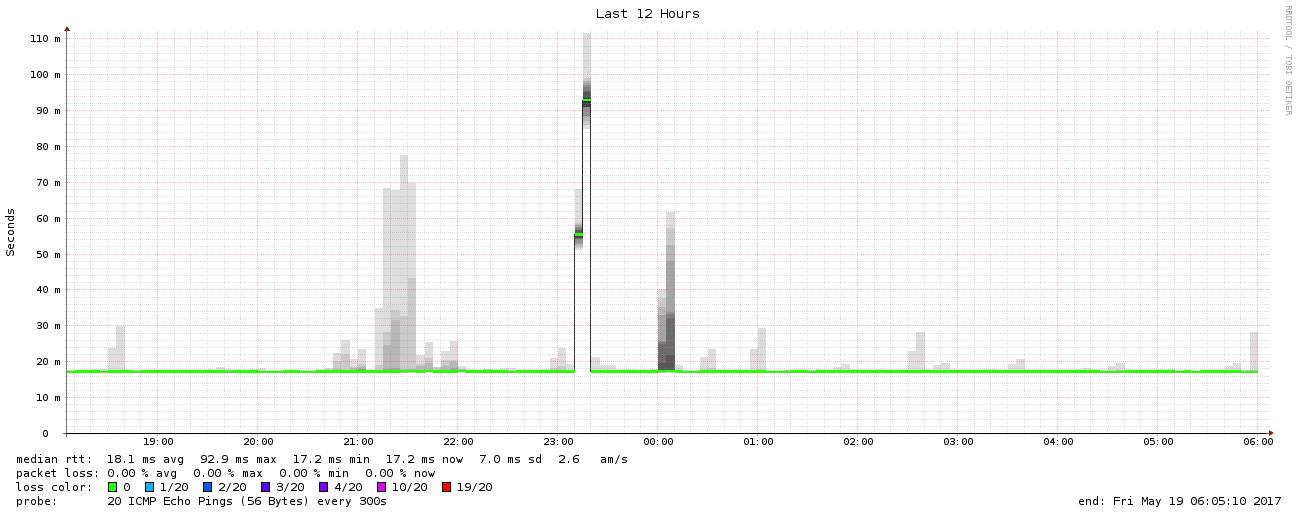 Last 12 Hours
RRDTOOL / TOBI OETIKER
Seconds
110 m
100 m
90 m
80 m
70 m
60 m
50 m
40 m
30 m
20 m
10 m
0
19:00 20:00 21:00 22:00 23:00 00:00 01:00 02:00 03:00 04:00 05:00 06:00
median rtt: 18.1 ms avg 92.9 ms max 17.2 ms min 17.2 ms now 7.0 ms sd 2.6 am/s
packet loss: 0.00 % avg 0.00 % max 0.00 % min 0.00 % now
loss color: 0 1/20 2/20 3/20 4/20 10/20 19/20
probe: 20 ICMP Echo Pings (56 Bytes) every 300s end: Fri May 19 06:05:10 2017